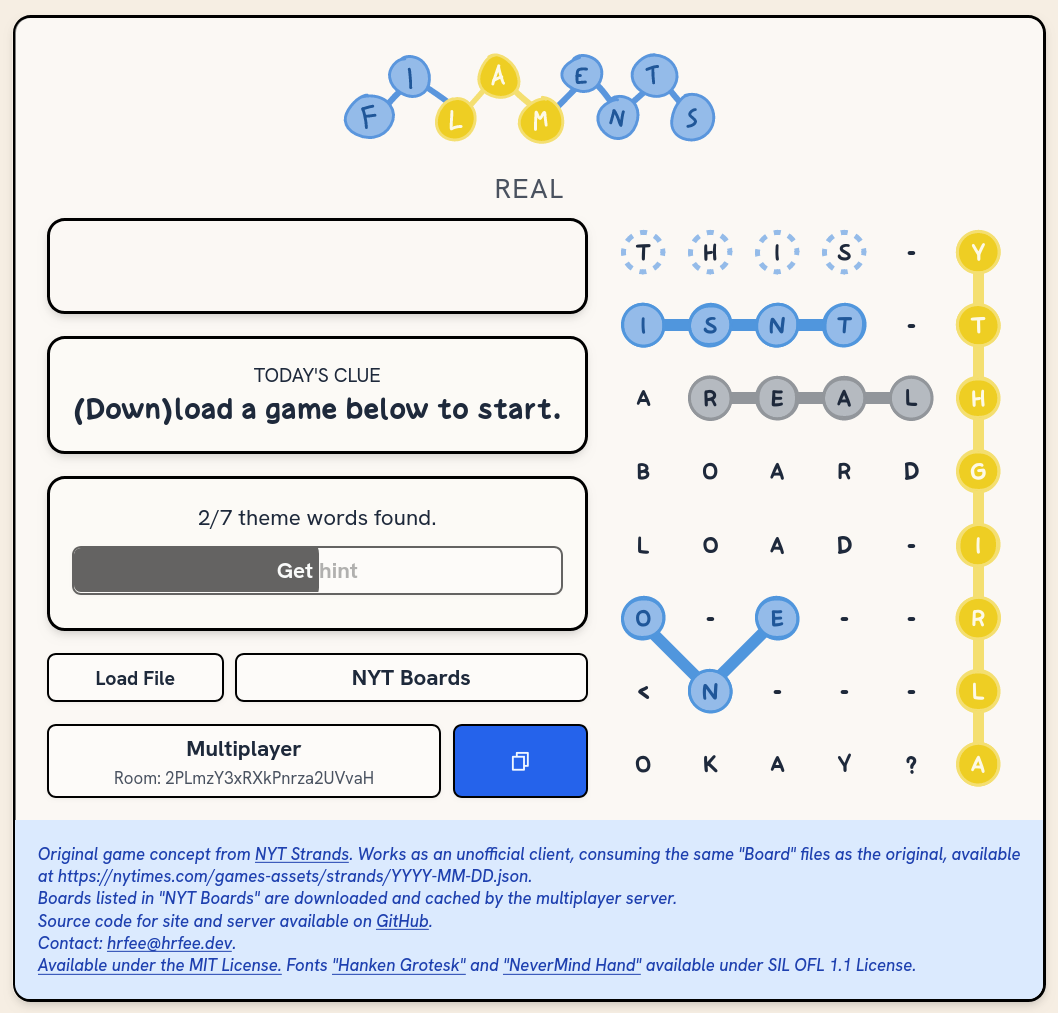 FILAMENTS
REAL
TODAY'S CLUE
(Down)load a game below to start.
2/7 theme words found.
Get hint
Load File
NYT Boards
Multiplayer
Room: 2PLmzY3xRXkPnrza2UVvaH
T H I S - Y
I S N T - T
A R E A L H
B O A R D G
L O A D - I
O - E - - R
< N - - - L
O K A Y ? A
Original game concept from NYT Strands. Works as an unofficial client, consuming the same "Board" files as the original, available
at https://nytimes.com/games-assets/strands/YYYY-MM-DD.json.
Boards listed in "NYT Boards" are downloaded and cached by the multiplayer server.
Source code for site and server available on GitHub.
Contact: hrfee@hrfee.dev.
Available under the MIT License. Fonts "Hanken Grotesk" and "NeverMind Hand" available under SIL OFL 1.1 License.